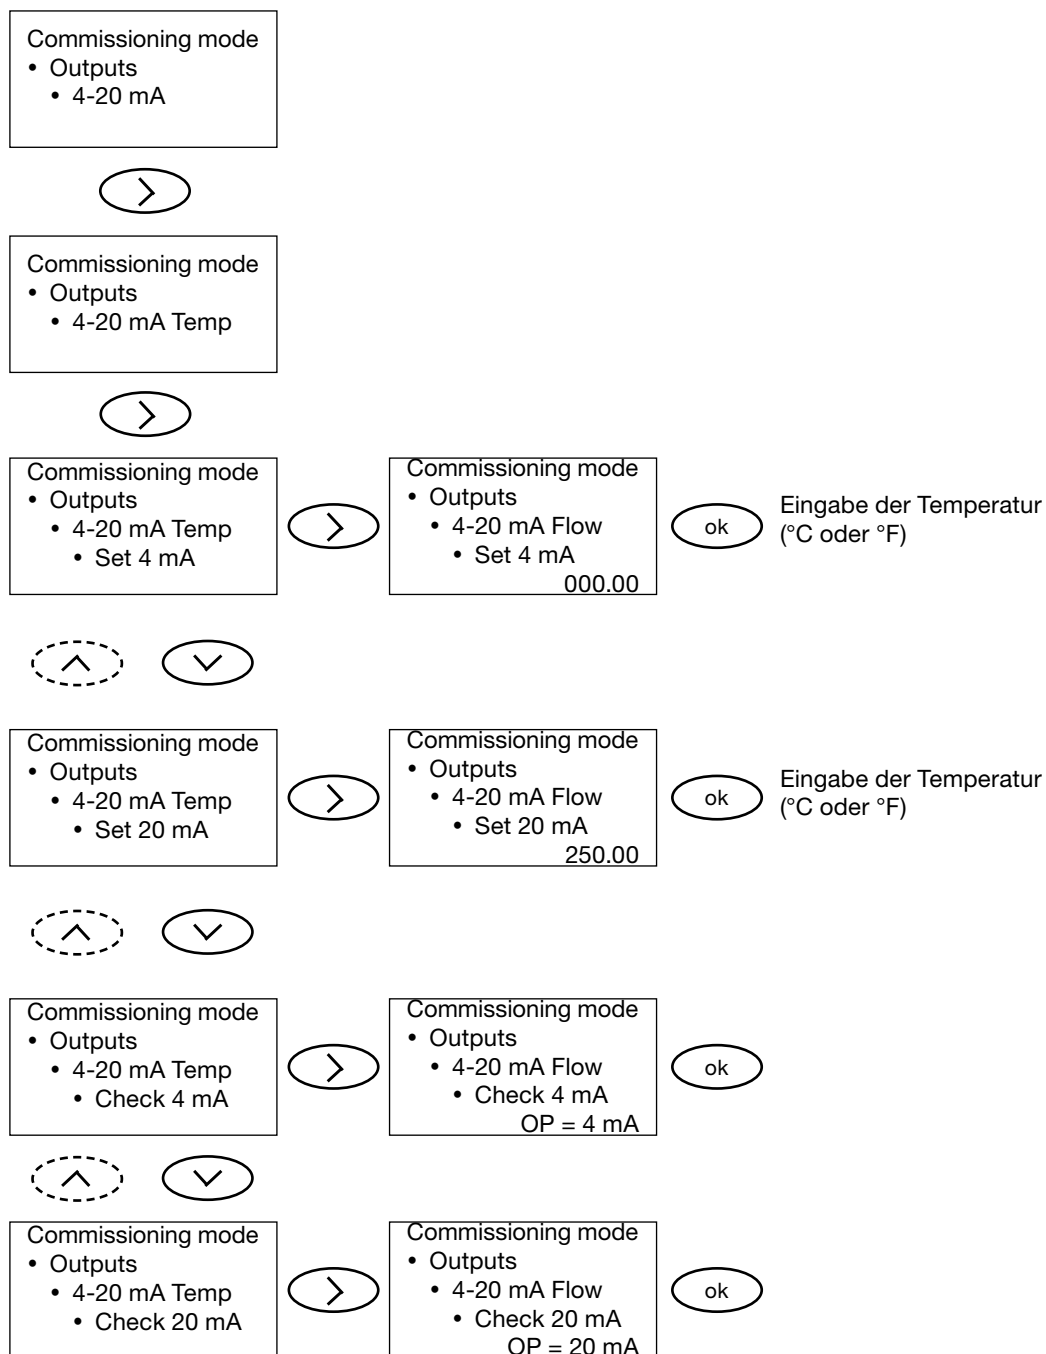 Commissioning mode
• Outputs
• 4-20 mA
Commissioning mode
• Outputs
• 4-20 mA Temp
Commissioning mode
• Outputs
• 4-20 mA Temp
• Set 4 mA
Commissioning mode
• Outputs
• 4-20 mA Flow
• Set 4 mA
000.00
ok
Eingabe der Temperatur
(°C oder °F)
Commissioning mode
• Outputs
• 4-20 mA Temp
• Set 20 mA
Commissioning mode
• Outputs
• 4-20 mA Flow
• Set 20 mA
250.00
ok
Eingabe der Temperatur
(°C oder °F)
Commissioning mode
• Outputs
• 4-20 mA Temp
• Check 4 mA
Commissioning mode
• Outputs
• 4-20 mA Flow
• Check 4 mA
OP = 4 mA
ok
Commissioning mode
• Outputs
• 4-20 mA Temp
• Check 20 mA
Commissioning mode
• Outputs
• 4-20 mA Flow
• Check 20 mA
OP = 20 mA
ok